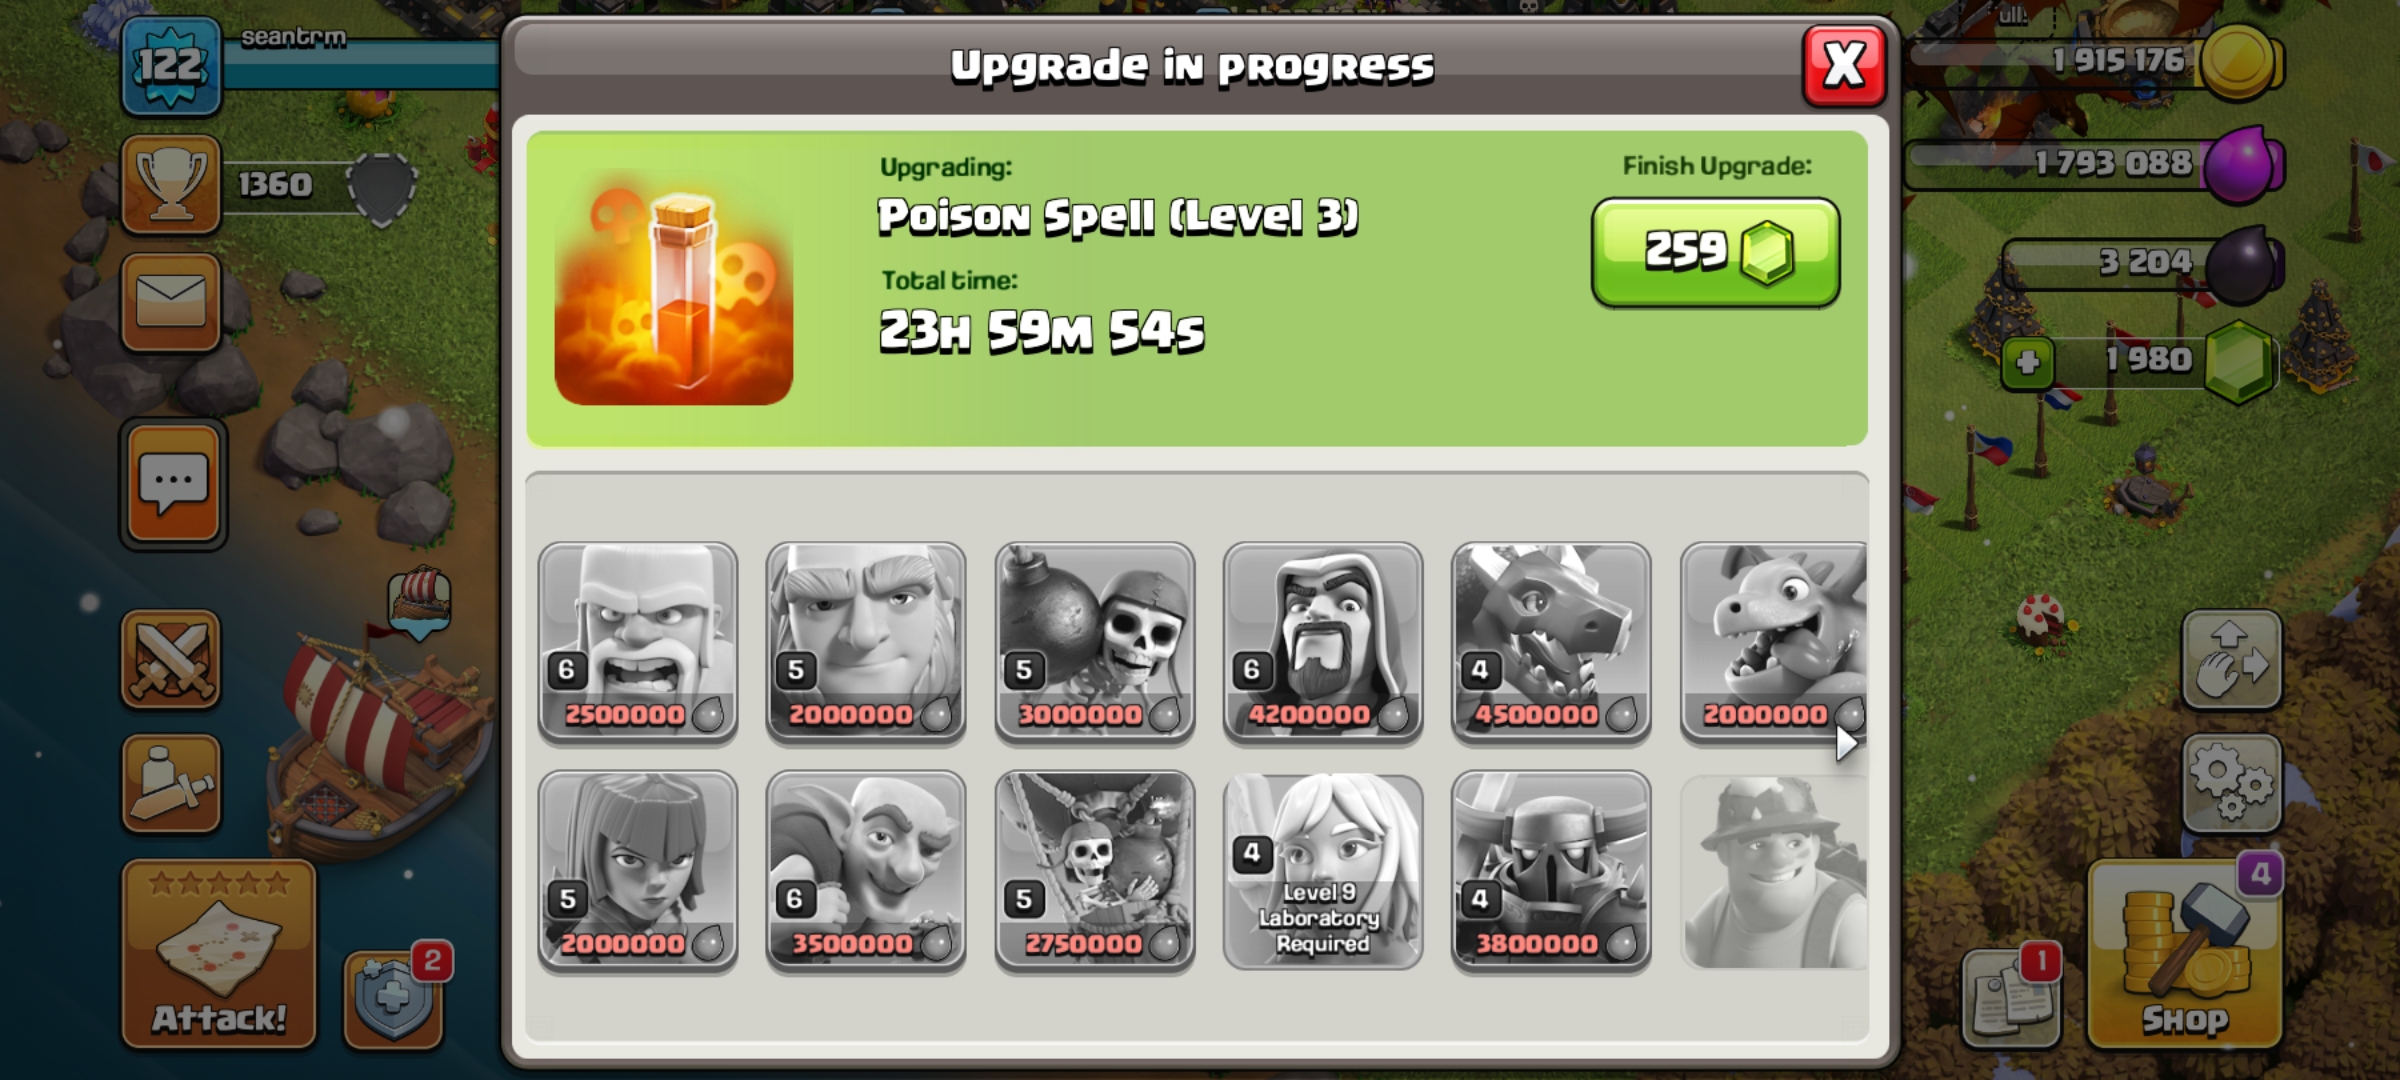 seantrm
122
1360
Upgrade in progress
X
1 915 176
1 793 088
3 204
1 980
Upgrading:
Poison Spell (Level 3)
Total time:
23H 59M 54S
Finish Upgrade:
259
6
2500000
5
2000000
5
3000000
6
4200000
4
4500000
2000000
5
2000000
6
3500000
5
2750000
4
Level 9
Laboratory
Required
4
3800000
Attack!
2
1
4
Shop